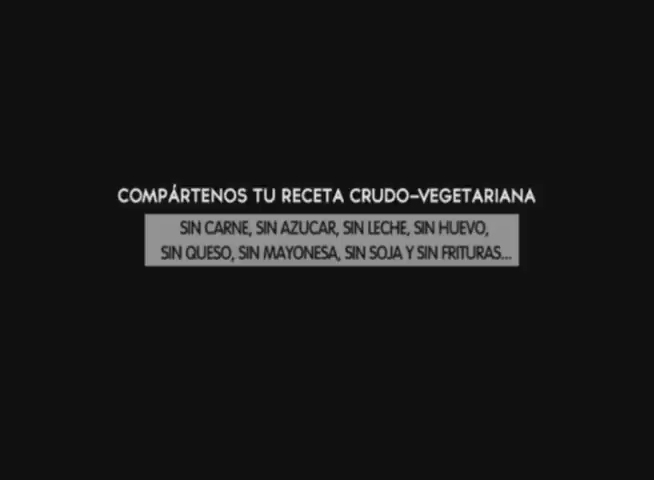 COMPÁRTENOS TU RECETA CRUDO-VEGETARIANA
SIN CARNE, SIN AZUCAR, SIN LECHE, SIN HUEVO,
SIN QUESO, SIN MAYONESA, SIN SOJA Y SIN FRITURAS...